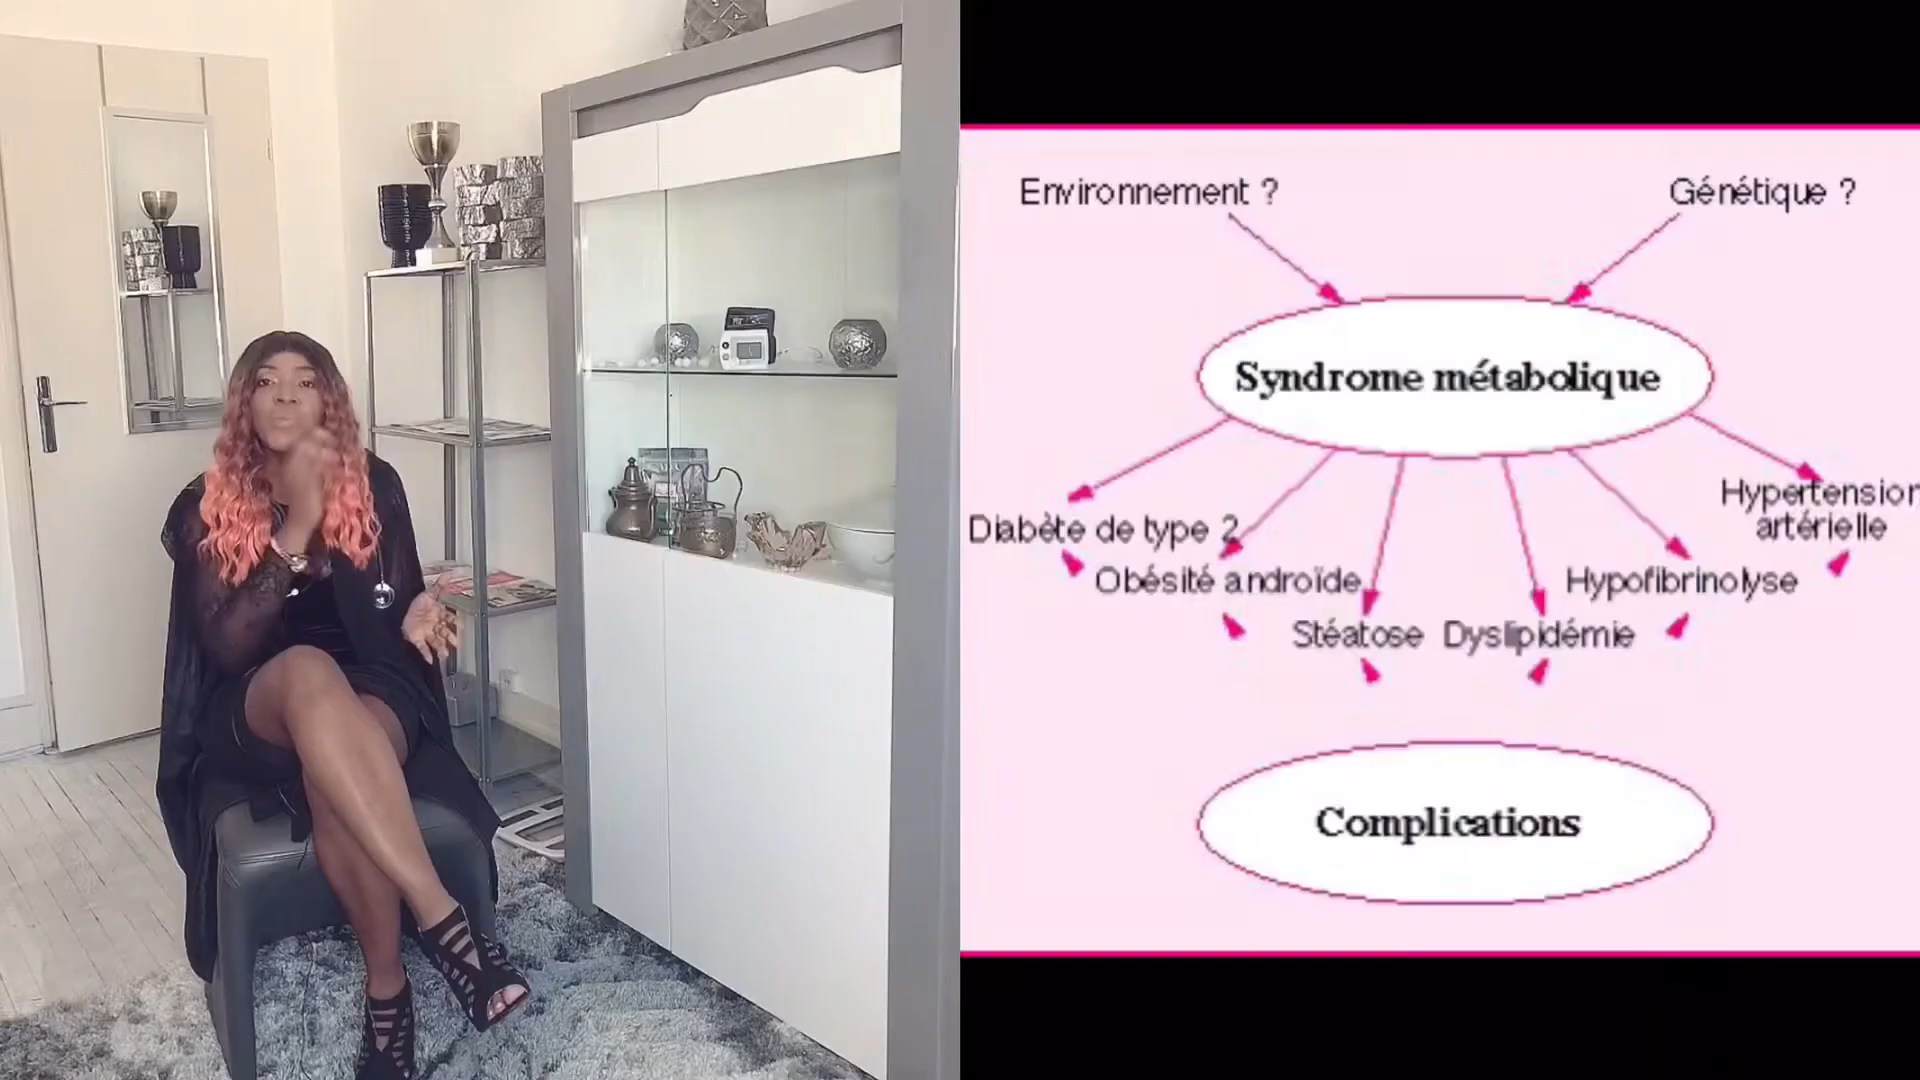 Environnement ?
Génétique ?
Syndrome métabolique
Hypertension
artérielle
Diabète de type 2
Obésité androïde
Hypofibrinolyse
Stéatose
Dyslipidémie
Complications